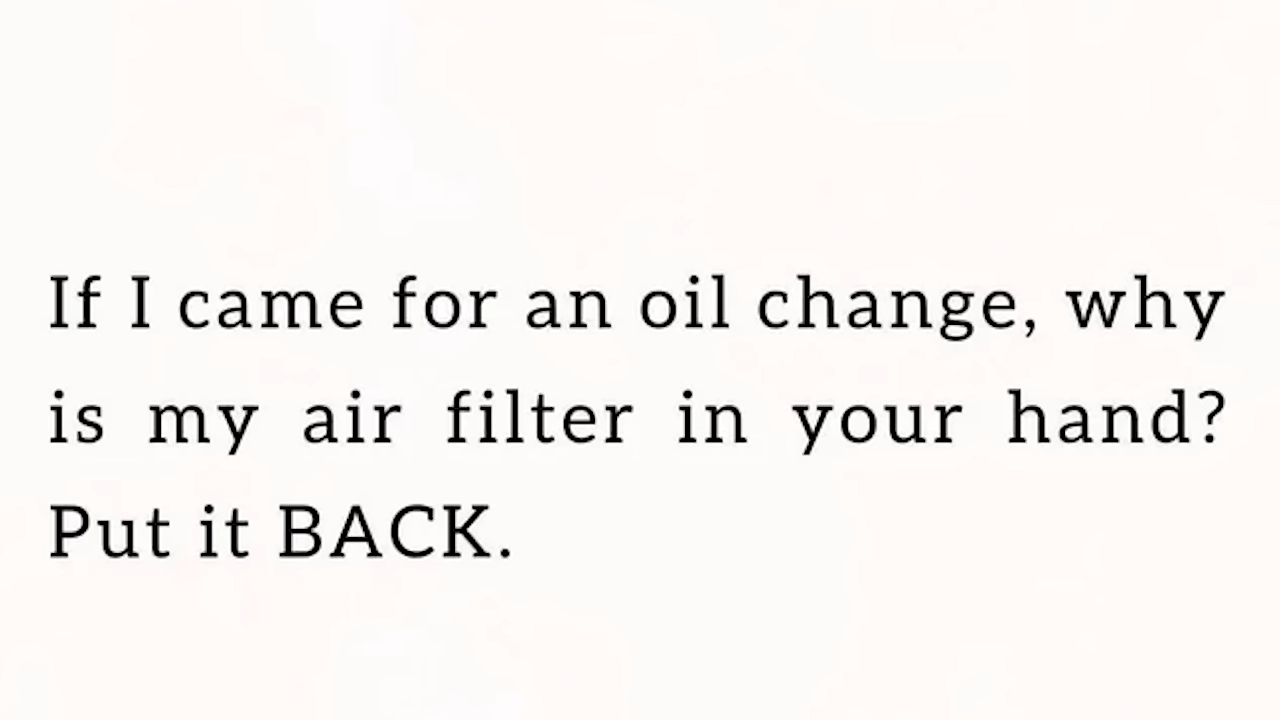 If I came for an oil change, why
is my air filter in your hand?
Put it BACK.